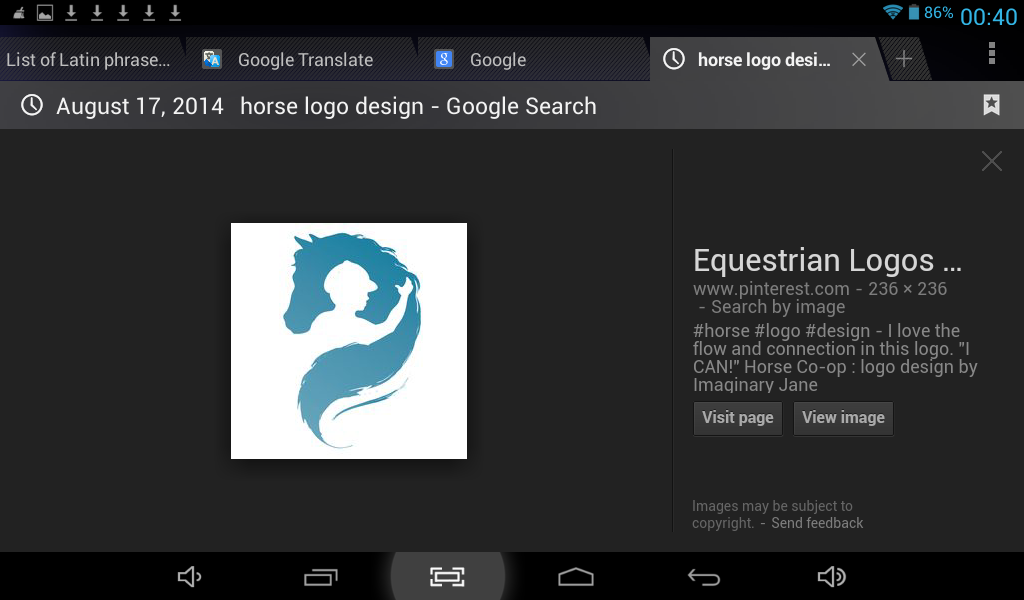 86% 00:40
List of Latin phrase...
Google Translate
Google
horse logo desi...
August 17, 2014 horse logo design - Google Search
Equestrian Logos ...
www.pinterest.com - 236 × 236
- Search by image
#horse #logo #design - I love the
flow and connection in this logo. "I
CAN!" Horse Co-op : logo design by
Imaginary Jane
Visit page View image
Images may be subject to
copyright. - Send feedback